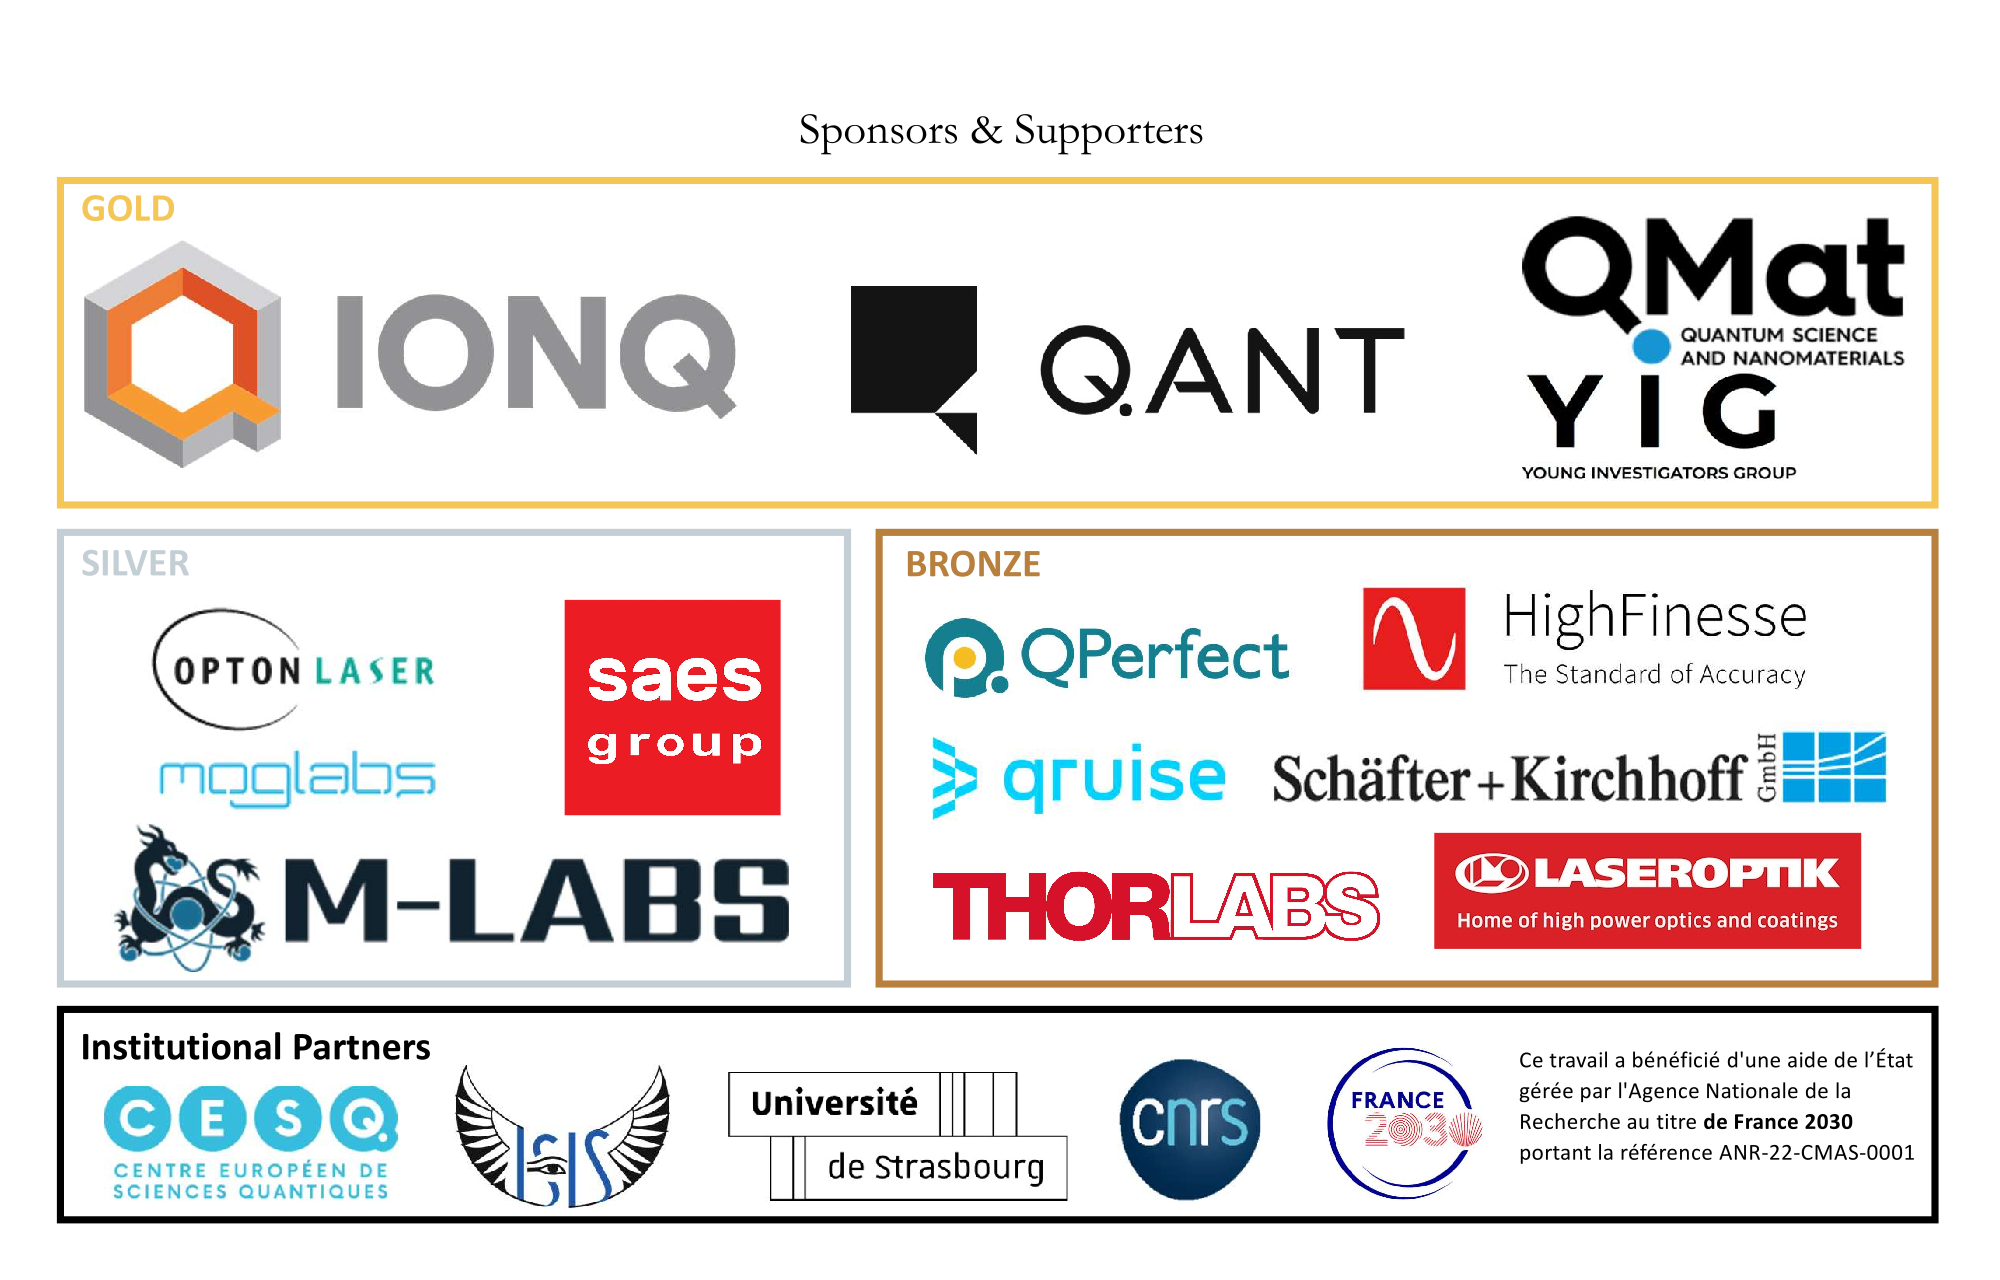 Sponsors & Supporters
GOLD
IONQ
Q.ANT
QMat
QUANTUM SCIENCE
AND NANOMATERIALS
YIG
YOUNG INVESTIGATORS GROUP
SILVER
OPTON LASER
saes
group
moglabs
M-LABS
BRONZE
QPerfect
HighFinesse
The Standard of Accuracy
qruise
Schäfter+Kirchhoff GmbH
THORLABS
LASEROPTIK
Home of high power optics and coatings
Institutional Partners
CESQ
CENTRE EUROPÉEN DE
SCIENCES QUANTIQUES
ISIS
Université
de Strasbourg
cnrs
FRANCE
2030
Ce travail a bénéficié d'une aide de l’État
gérée par l'Agence Nationale de la
Recherche au titre de France 2030
portant la référence ANR-22-CMAS-0001